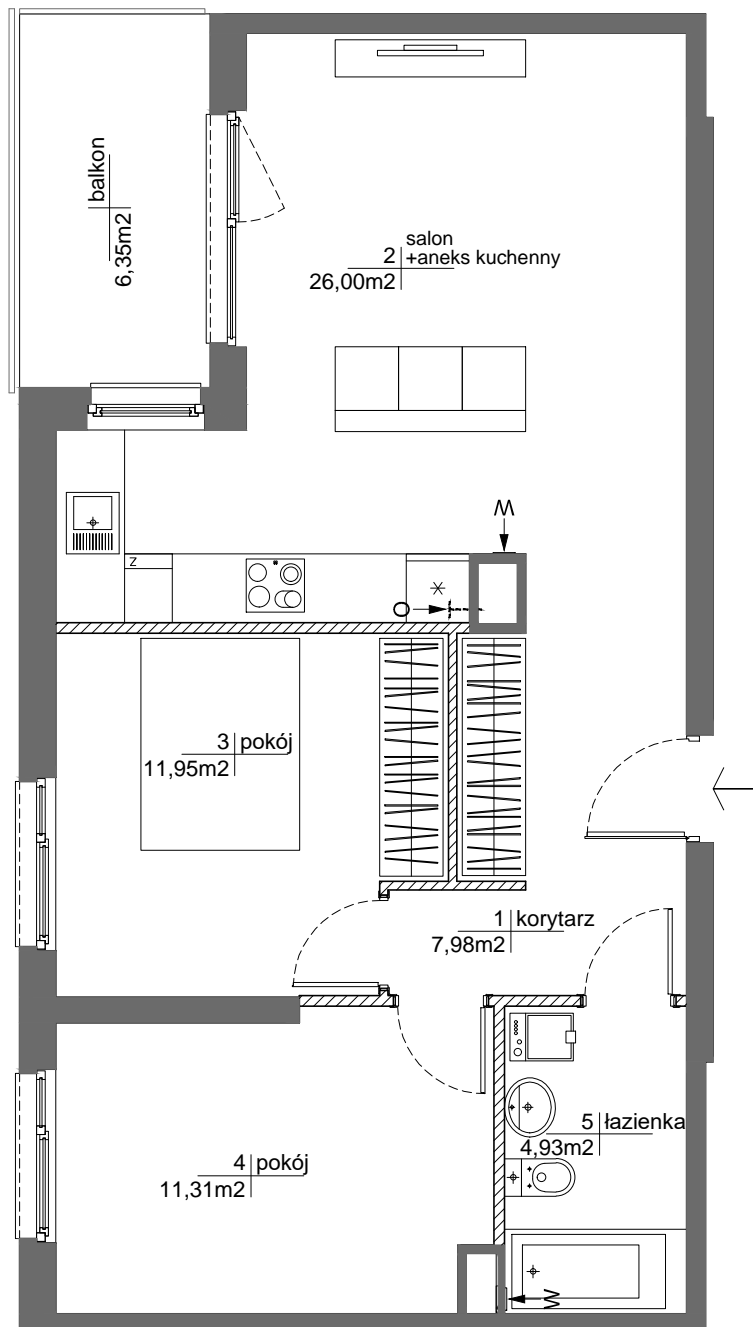 balkon
6,35m2
2 salon
+aneks kuchenny
26,00m2
W
Z
O
3 pokój
11,95m2
1 korytarz
7,98m2
5 łazienka
4,93m2
4 pokój
11,31m2
W